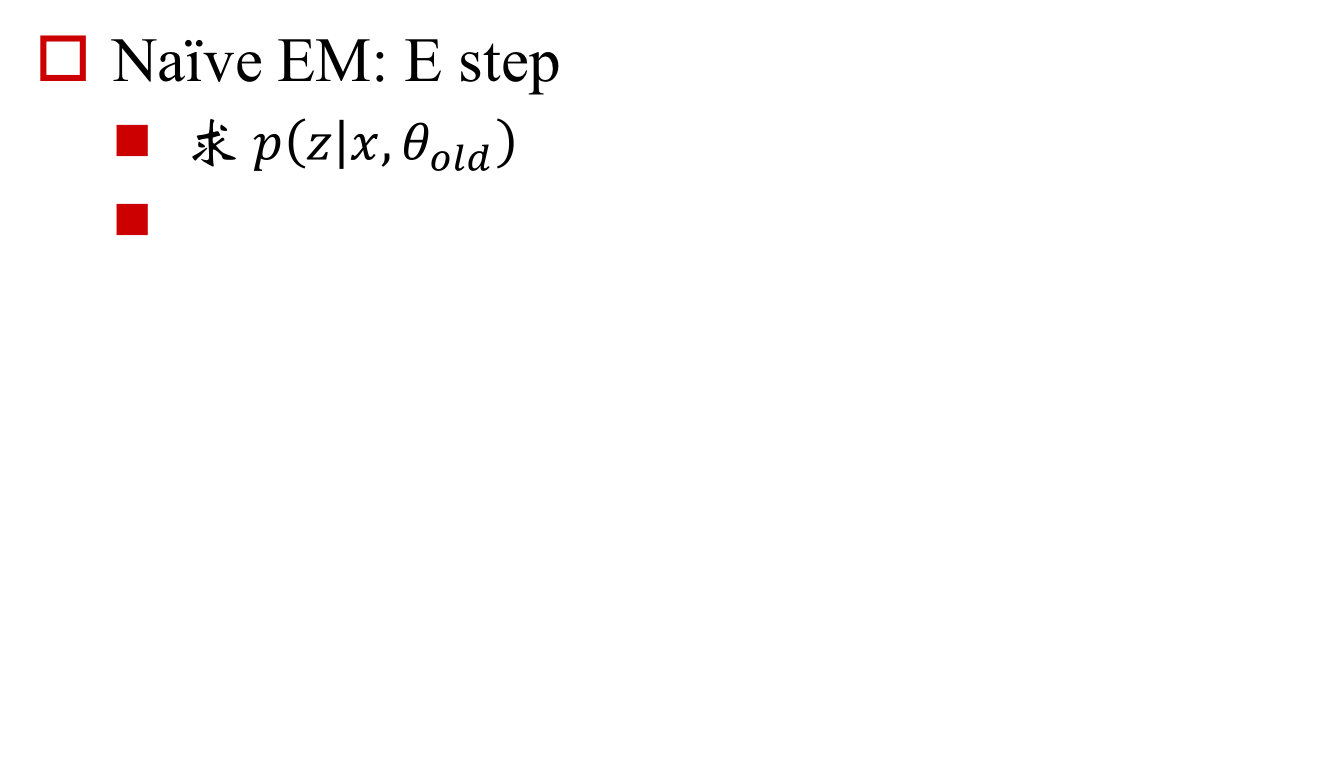 Naïve EM: E step
求 𝑝(𝑧|𝑥, 𝜃_𝑜𝑙𝑑)